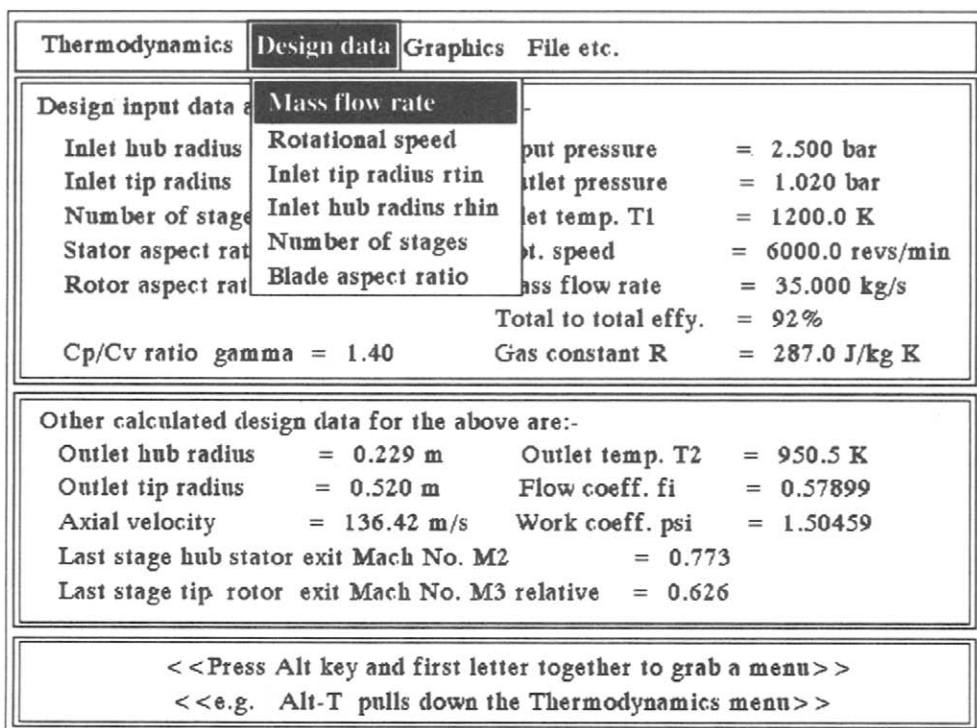 Thermodynamics Design data Graphics File etc.
Design input data a
Mass flow rate
Rotational speed
Inlet tip radius rtin
Inlet hub radius rhin
Number of stages
Blade aspect ratio
Inlet hub radius put pressure = 2.500 bar
Inlet tip radius tlet pressure = 1.020 bar
Number of stage let temp. T1 = 1200.0 K
Stator aspect rat t. speed = 6000.0 revs/min
Rotor aspect rat ass flow rate = 35.000 kg/s
Total to total effy. = 92%
Cp/Cv ratio gamma = 1.40 Gas constant R = 287.0 J/kg K
Other calculated design data for the above are:-
Outlet hub radius = 0.229 m Outlet temp. T2 = 950.5 K
Outlet tip radius = 0.520 m Flow coeff. fi = 0.57899
Axial velocity = 136.42 m/s Work coeff. psi = 1.50459
Last stage hub stator exit Mach No. M2 = 0.773
Last stage tip rotor exit Mach No. M3 relative = 0.626
<<Press Alt key and first letter together to grab a menu>>
<<e.g. Alt-T pulls down the Thermodynamics menu>>